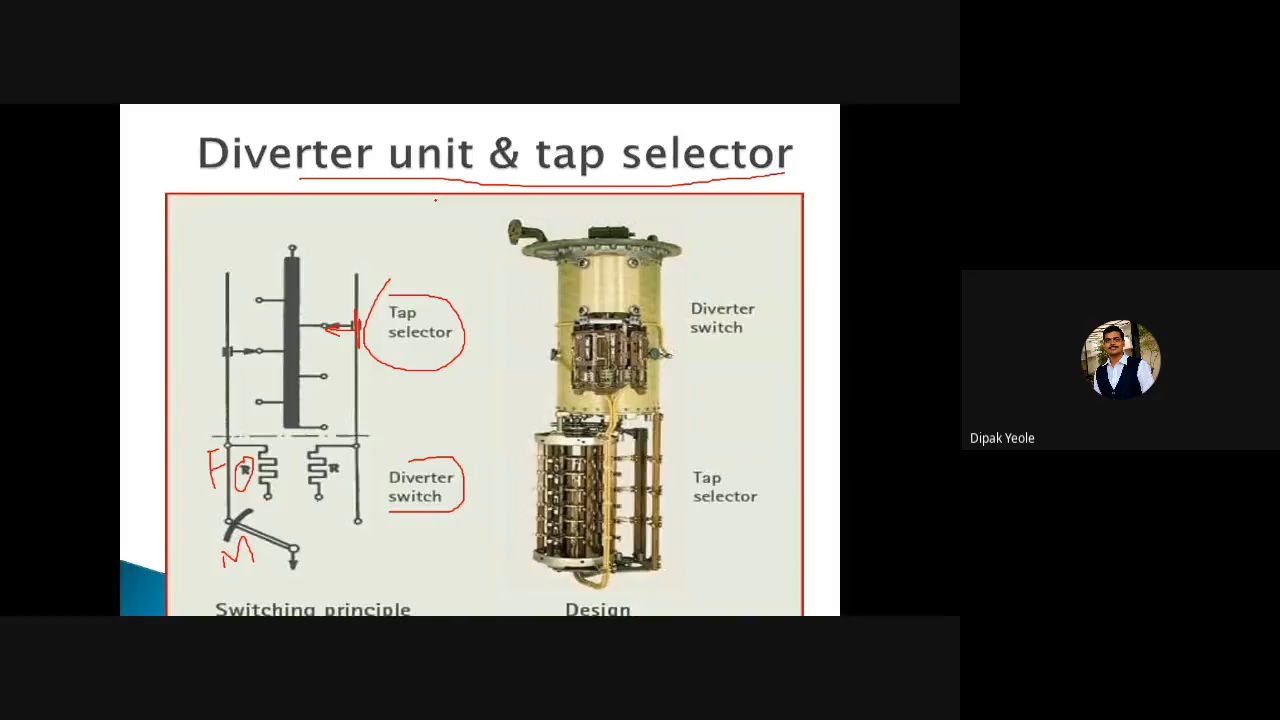 Diverter unit & tap selector
Tap
selector
Diverter
switch
F
R
R
M
Diverter
switch
Tap
selector
Switching principle
Design
Dipak Yeole